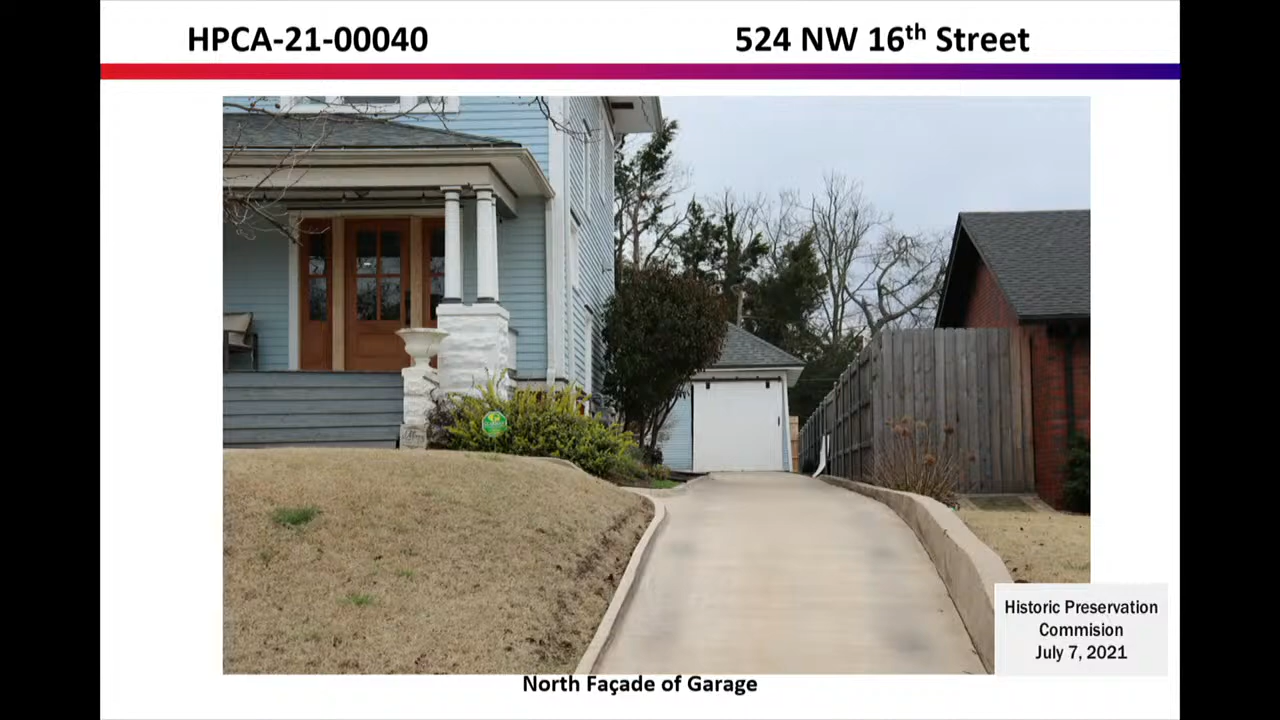 HPCA-21-00040
524 NW 16th Street
Historic Preservation
Commision
July 7, 2021
North Façade of Garage